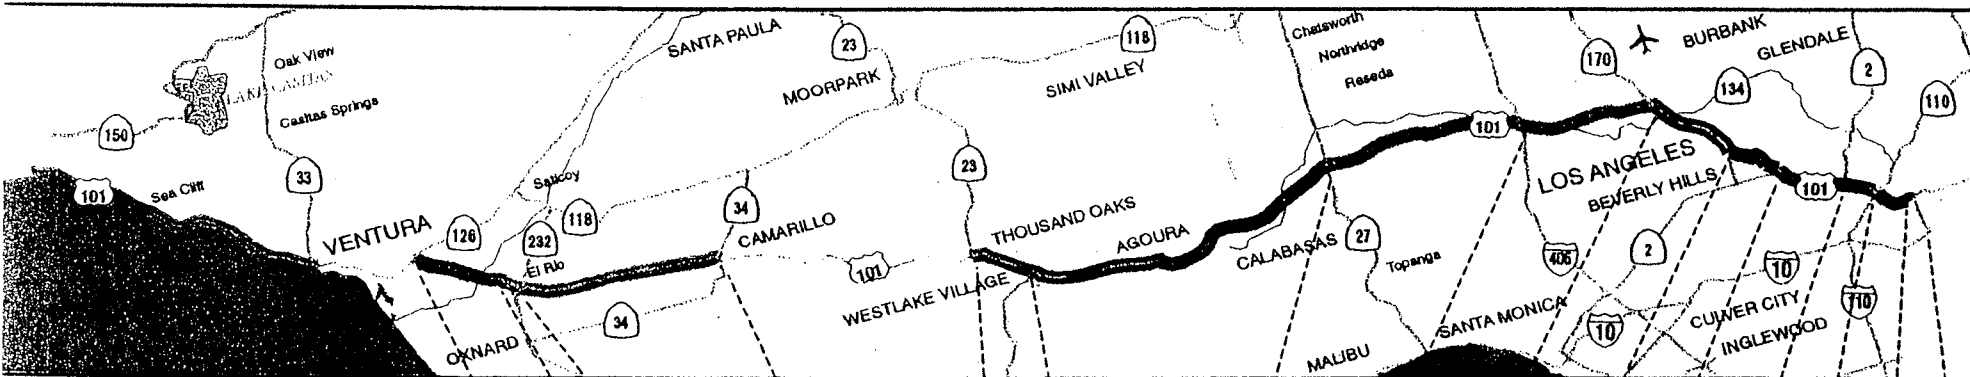 Oak View
LAKE CASITAS
Casitas Springs
150
33
101
Sea Cliff
VENTURA
126
Saticoy
118
232
El Rio
OXNARD
34
34
CAMARILLO
SANTA PAULA
23
MOORPARK
118
SIMI VALLEY
23
101
THOUSAND OAKS
WESTLAKE VILLAGE
AGOURA
CALABASAS
Chatsworth
Northridge
Reseda
27
Topanga
MALIBU
101
170
BURBANK
GLENDALE
134
2
110
LOS ANGELES
BEVERLY HILLS
101
405
2
10
SANTA MONICA
10
CULVER CITY
INGLEWOOD